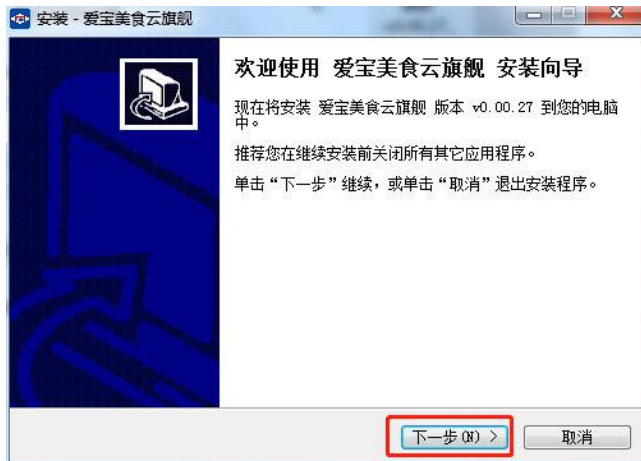 安装 - 爱宝美食云旗舰
欢迎使用 爱宝美食云旗舰 安装向导
现在将安装 爱宝美食云旗舰 版本 v0.00.27 到您的电脑
中。
推荐您在继续安装前关闭所有其它应用程序。
单击“下一步”继续，或单击“取消”退出安装程序。
下一步(N) >
取消